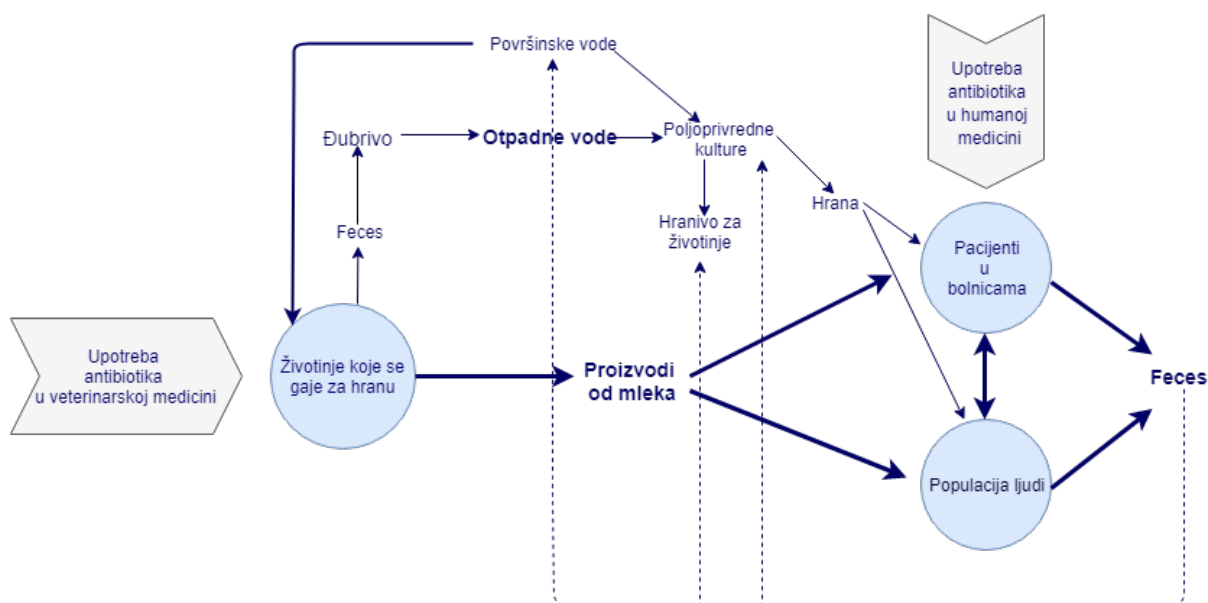 Površinske vode
Upotreba
antibiotika
u humanoj
medicini
Đubrivo
Otpadne vode
Poljoprivredne
kulture
Feces
Hranivo za
životinje
Hrana
Pacijenti
u
bolnicama
Upotreba
antibiotika
u veterinarskoj medicini
Životinje koje se
gaje za hranu
Proizvodi
od mleka
Feces
Populacija ljudi